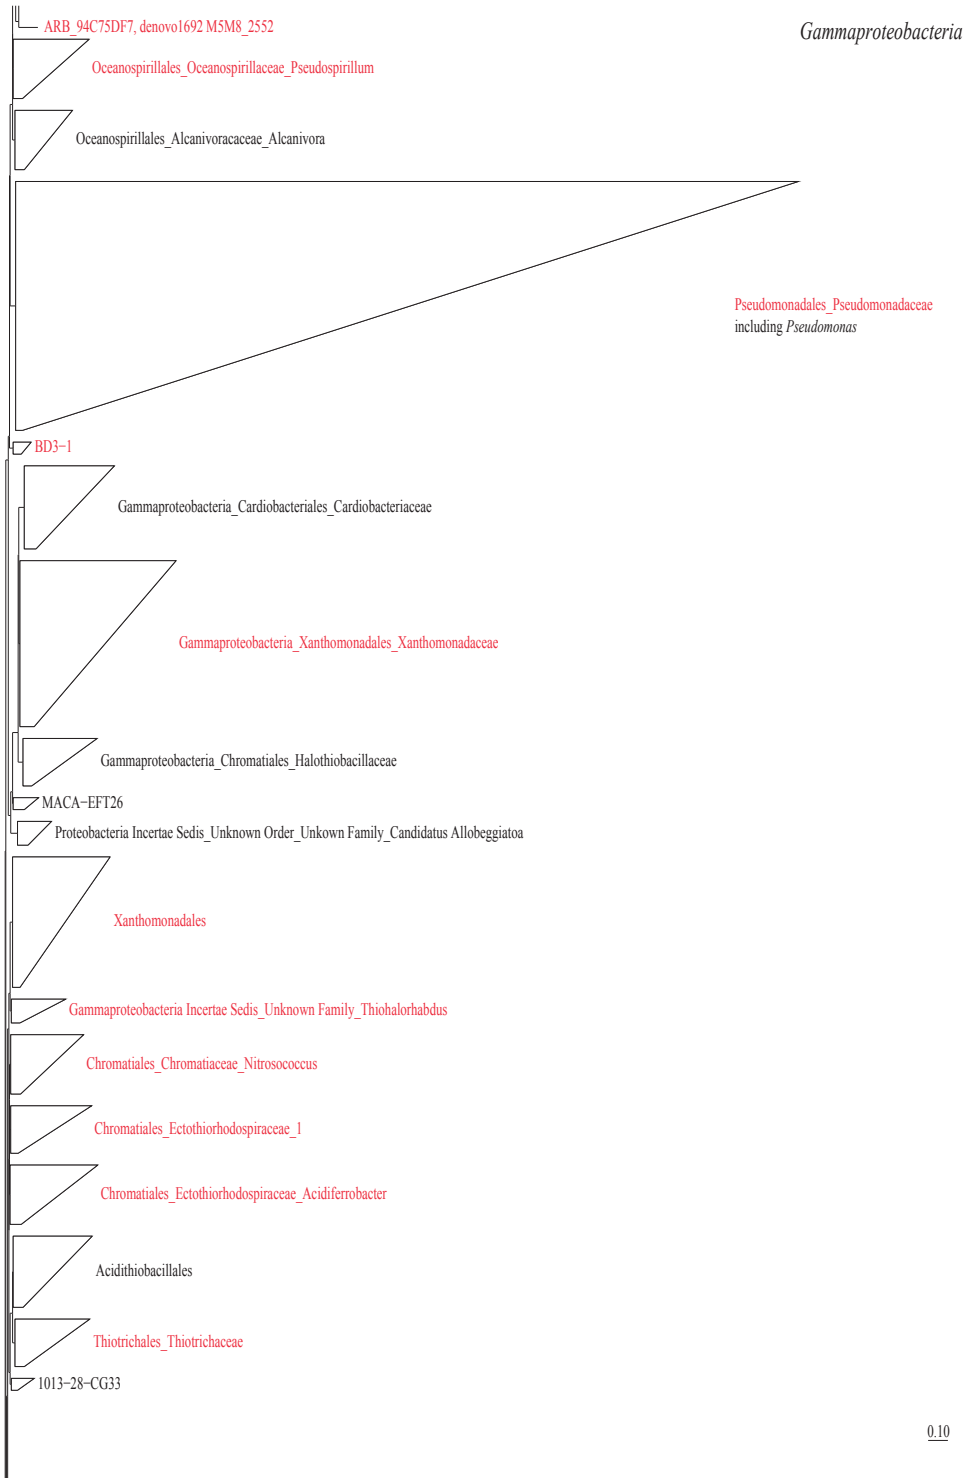 ARB_94C75DF7, denovo1692 M5M8_2552
Gammaproteobacteria
Oceanospirillales_Oceanospirillaceae_Pseudospirillum
Oceanospirillales_Alcanivoracaceae_Alcanivora
Pseudomonadales_Pseudomonadaceae
including Pseudomonas
BD3−1
Gammaproteobacteria_Cardiobacteriales_Cardiobacteriaceae
Gammaproteobacteria_Xanthomonadales_Xanthomonadaceae
Gammaproteobacteria_Chromatiales_Halothiobacillaceae
MACA−EFT26
Proteobacteria Incertae Sedis_Unknown Order_Unkown Family_Candidatus Allobeggiatoa
Xanthomonadales
Gammaproteobacteria Incertae Sedis_Unknown Family_Thiohalorhabdus
Chromatiales_Chromatiaceae_Nitrosococcus
Chromatiales_Ectothiorhodospiraceae_1
Chromatiales_Ectothiorhodospiraceae_Acidiferrobacter
Acidithiobacillales
Thiotrichales_Thiotrichaceae
1013−28−CG33
0.10